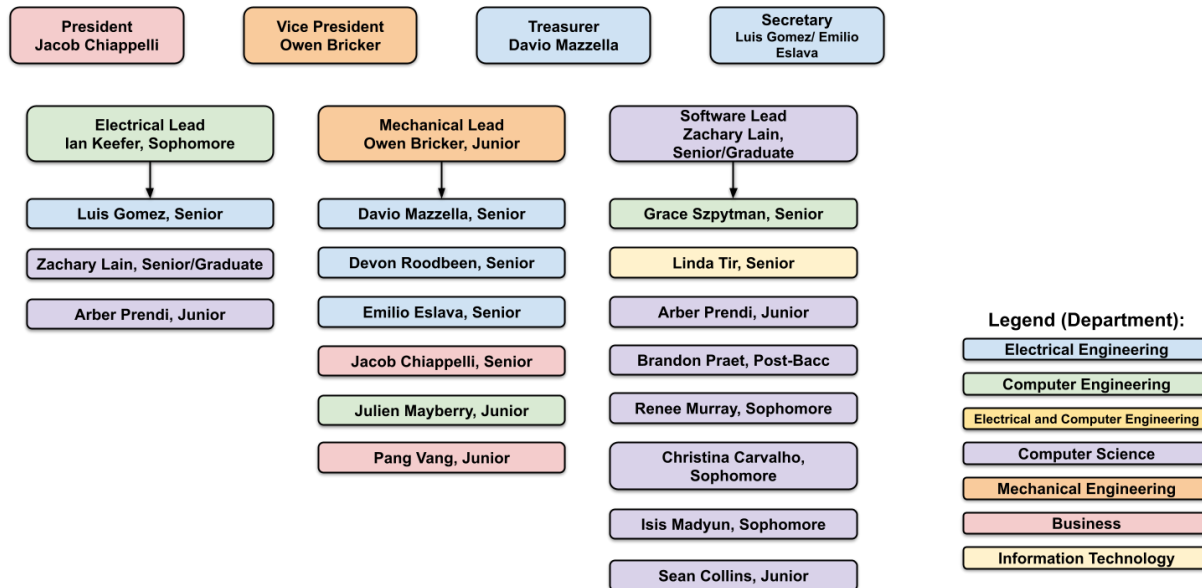 President
Jacob Chiappelli
Vice President
Owen Bricker
Treasurer
Davio Mazzella
Secretary
Luis Gomez/ Emilio
Eslava
Electrical Lead
Ian Keefer, Sophomore
Luis Gomez, Senior
Zachary Lain, Senior/Graduate
Arber Prendi, Junior
Mechanical Lead
Owen Bricker, Junior
Davio Mazzella, Senior
Devon Roodbeen, Senior
Emilio Eslava, Senior
Jacob Chiappelli, Senior
Julien Mayberry, Junior
Pang Vang, Junior
Software Lead
Zachary Lain,
Senior/Graduate
Grace Szpytman, Senior
Linda Tir, Senior
Arber Prendi, Junior
Brandon Praet, Post-Bacc
Renee Murray, Sophomore
Christina Carvalho,
Sophomore
Isis Madyun, Sophomore
Sean Collins, Junior
Legend (Department):
Electrical Engineering
Computer Engineering
Electrical and Computer Engineering
Computer Science
Mechanical Engineering
Business
Information Technology